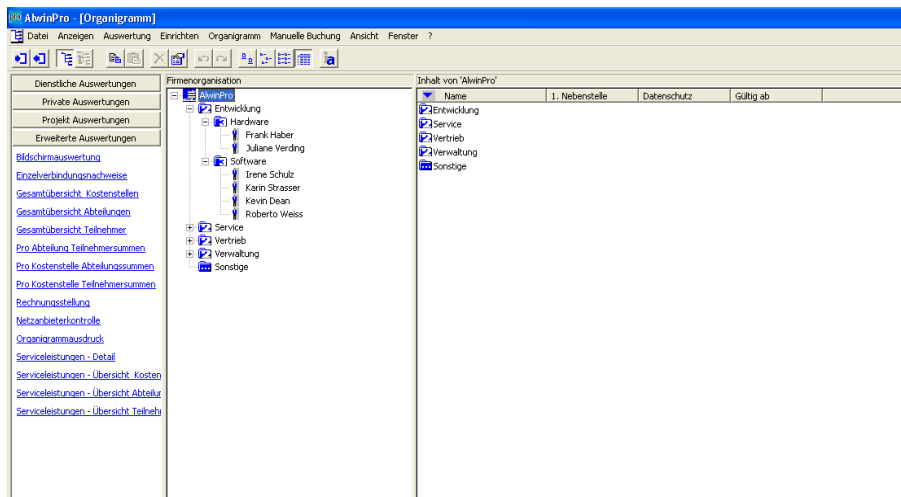 AlwinPro - [Organigramm]
Datei Anzeigen Auswertung Einrichten Organigramm Manuelle Buchung Ansicht Fenster ?
Dienstliche Auswertungen
Private Auswertungen
Projekt Auswertungen
Erweiterte Auswertungen
Bildschirmauswertung
Einzelverbindungsnachweise
Gesamtübersicht Kostenstellen
Gesamtübersicht Abteilungen
Gesamtübersicht Teilnehmer
Pro Abteilung Teilnehmersummen
Pro Kostenstelle Abteilungssummen
Pro Kostenstelle Teilnehmersummen
Rechnungsstellung
Netzanbieterkontrolle
Organigrammausdruck
Serviceleistungen - Detail
Serviceleistungen - Übersicht Kosten
Serviceleistungen - Übersicht Abteilur
Serviceleistungen - Übersicht Teilnehr
Firmenorganisation
AlwinPro
Entwicklung
Hardware
Frank Haber
Juliane Verding
Software
Irene Schulz
Karin Strasser
Kevin Dean
Roberto Weiss
Service
Vertrieb
Verwaltung
Sonstige
Inhalt von 'AlwinPro'
Name 1. Nebenstelle Datenschutz Gültig ab
Entwicklung
Service
Vertrieb
Verwaltung
Sonstige